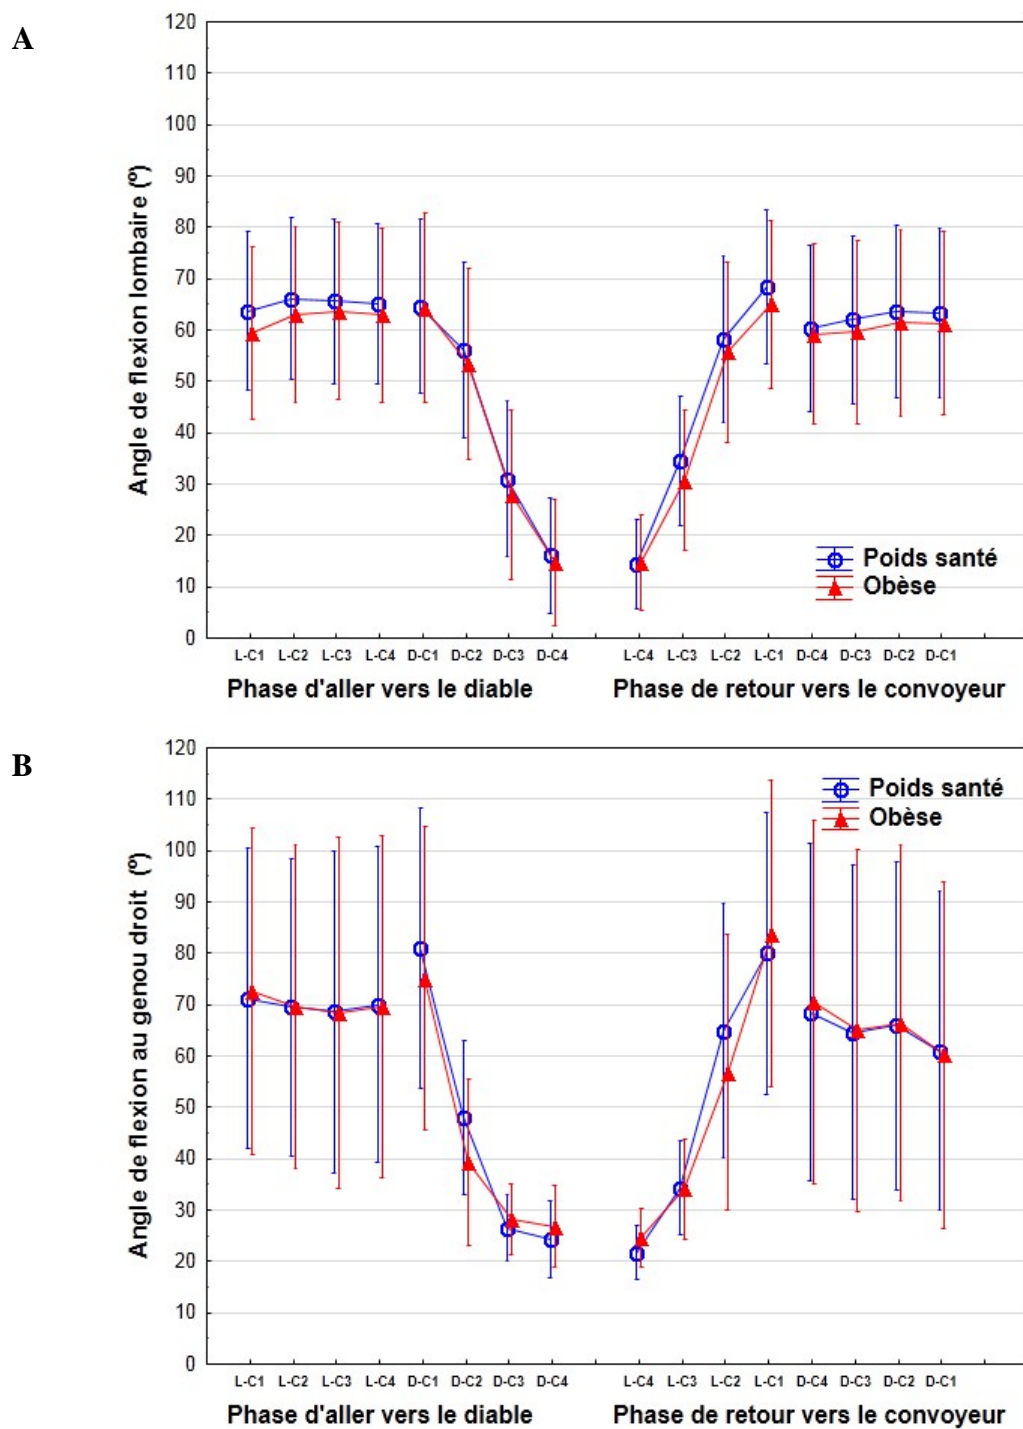 A
Angle de flexion lombaire (º)
120
110
100
90
80
70
60
50
40
30
20
10
0
Poids santé
Obèse
L-C1 L-C2 L-C3 L-C4 D-C1 D-C2 D-C3 D-C4 L-C4 L-C3 L-C2 L-C1 D-C4 D-C3 D-C2 D-C1
Phase d'aller vers le diable Phase de retour vers le convoyeur
B
Angle de flexion au genou droit (º)
120
110
100
90
80
70
60
50
40
30
20
10
0
Poids santé
Obèse
L-C1 L-C2 L-C3 L-C4 D-C1 D-C2 D-C3 D-C4 L-C4 L-C3 L-C2 L-C1 D-C4 D-C3 D-C2 D-C1
Phase d'aller vers le diable Phase de retour vers le convoyeur